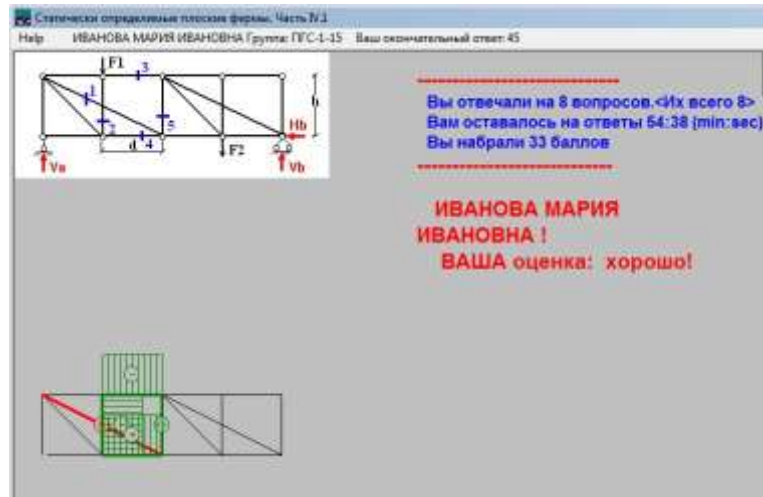 Статически определимые плоские фермы. Часть IV.1
Help ИВАНОВА МАРИЯ ИВАНОВНА Группа: ПГС-1-15 Ваш окончательный ответ: 45
F1
3
1
2
5
4
d
h
F2
Hb
Va
Vb
Вы отвечали на 8 вопросов.<Их всего 8>
Вам оставалось на ответы 54:38 (min:sec)
Вы набрали 33 баллов
ИВАНОВА МАРИЯ
ИВАНОВНА !
ВАША оценка: хорошо!